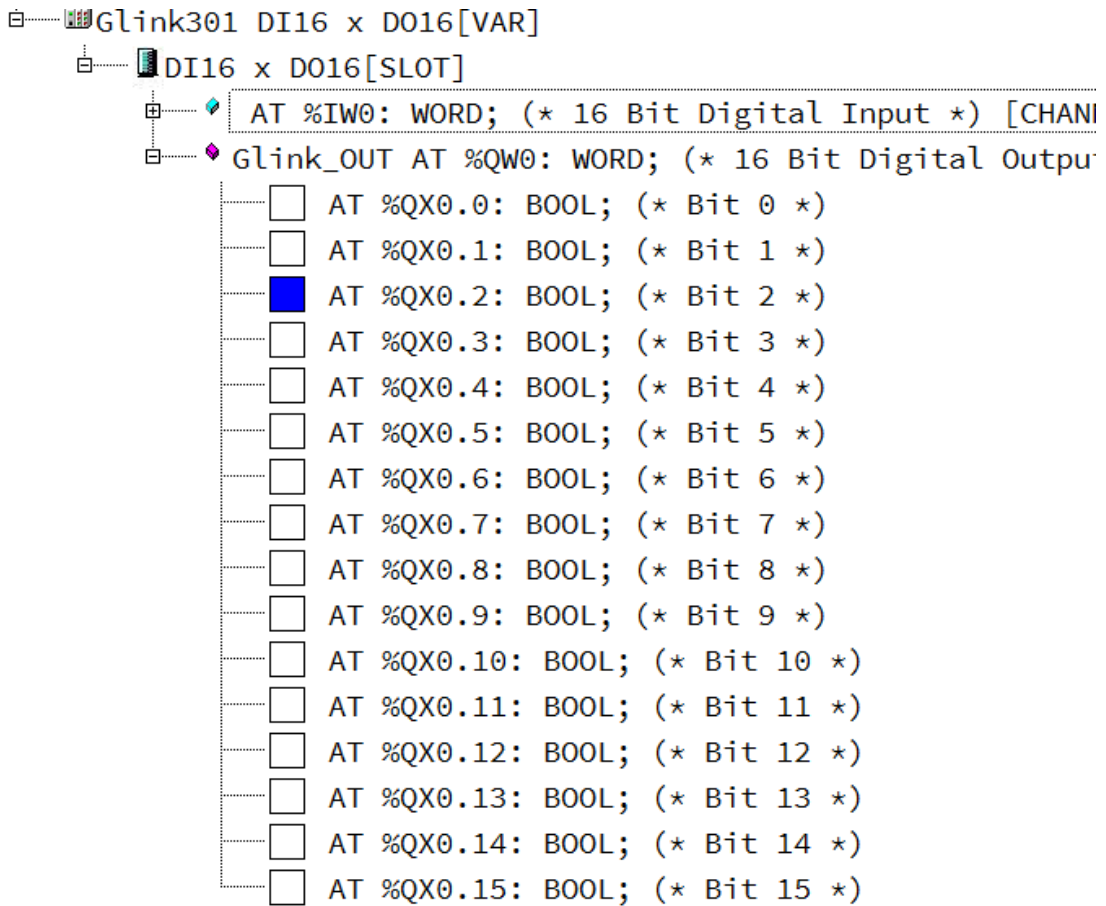 Glink301 DI16 x DO16[VAR]
DI16 x DO16[SLOT]
AT %IW0: WORD; (* 16 Bit Digital Input *) [CHAN
Glink_OUT AT %QW0: WORD; (* 16 Bit Digital Outpu
AT %QX0.0: BOOL; (* Bit 0 *)
AT %QX0.1: BOOL; (* Bit 1 *)
AT %QX0.2: BOOL; (* Bit 2 *)
AT %QX0.3: BOOL; (* Bit 3 *)
AT %QX0.4: BOOL; (* Bit 4 *)
AT %QX0.5: BOOL; (* Bit 5 *)
AT %QX0.6: BOOL; (* Bit 6 *)
AT %QX0.7: BOOL; (* Bit 7 *)
AT %QX0.8: BOOL; (* Bit 8 *)
AT %QX0.9: BOOL; (* Bit 9 *)
AT %QX0.10: BOOL; (* Bit 10 *)
AT %QX0.11: BOOL; (* Bit 11 *)
AT %QX0.12: BOOL; (* Bit 12 *)
AT %QX0.13: BOOL; (* Bit 13 *)
AT %QX0.14: BOOL; (* Bit 14 *)
AT %QX0.15: BOOL; (* Bit 15 *)